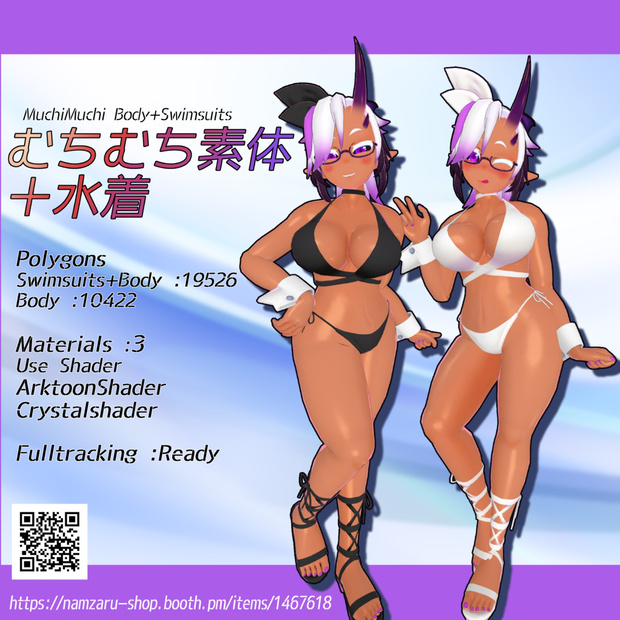 MuchiMuchi Body+Swimsuits
むちむち素体
＋水着
Polygons
Swimsuits+Body :19526
Body :10422
Materials :3
Use Shader
ArktoonShader
Crystalshader
Fulltracking :Ready
https://namzaru-shop.booth.pm/items/1467618